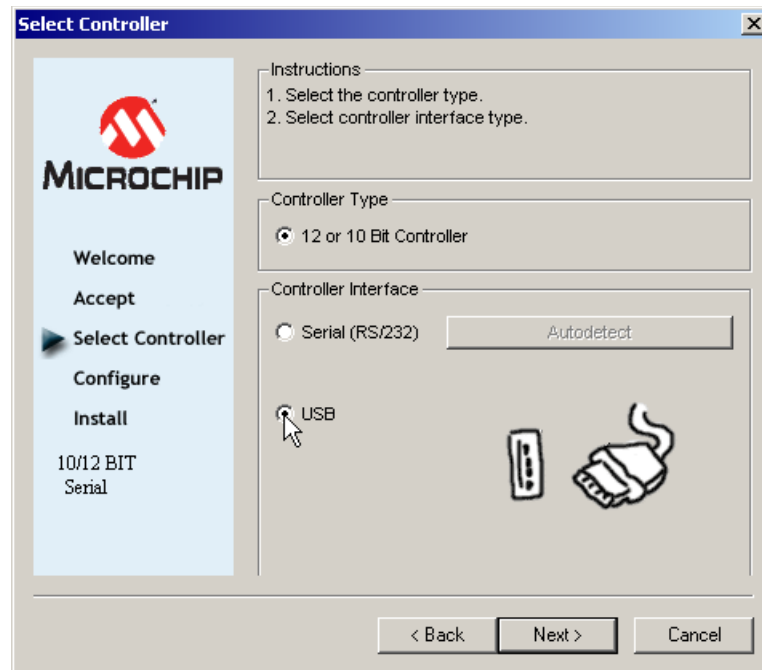 Select Controller
MICROCHIP
Welcome
Accept
Select Controller
Configure
Install
10/12 BIT
Serial
Instructions
1. Select the controller type.
2. Select controller interface type.
Controller Type
12 or 10 Bit Controller
Controller Interface
Serial (RS/232)
Autodetect
USB
< Back
Next >
Cancel